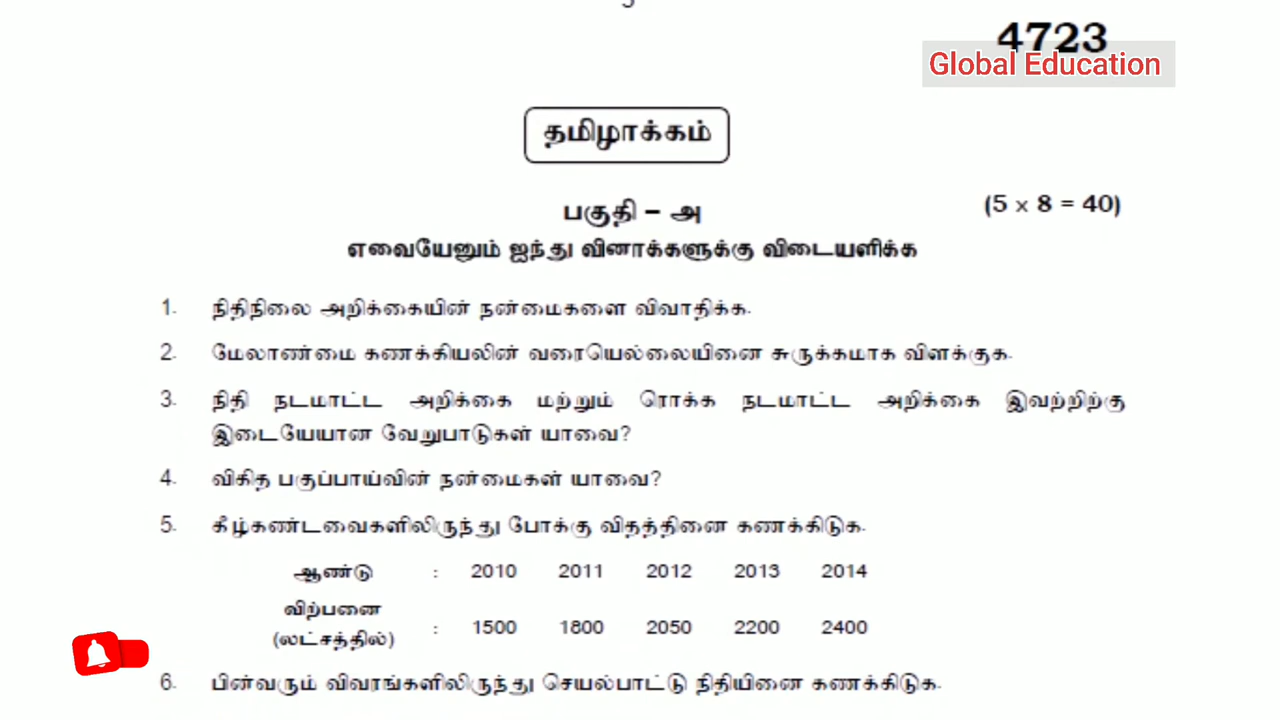 4723
Global Education
தமிழாக்கம்
பகுதி – அ (5 × 8 = 40)
எவையேனும் ஐந்து வினாக்களுக்கு விடையளிக்க
1. நிதிநிலை அறிக்கையின் நன்மைகளை விவாதிக்க.
2. மேலாண்மை கணக்கியலின் வரையெல்லையினை சுருக்கமாக விளக்குக.
3. நிதி நடமாட்ட அறிக்கை மற்றும் ரொக்க நடமாட்ட அறிக்கை இவற்றிற்கு
இடையேயான வேறுபாடுகள் யாவை?
4. விகித பகுப்பாய்வின் நன்மைகள் யாவை?
5. கீழ்கண்டவைகளிலிருந்து போக்கு விதத்தினை கணக்கிடுக.
ஆண்டு : 2010 2011 2012 2013 2014
விற்பனை
(லட்சத்தில்) : 1500 1800 2050 2200 2400
6. பின்வரும் விவரங்களிலிருந்து செயல்பாட்டு நிதியினை கணக்கிடுக.